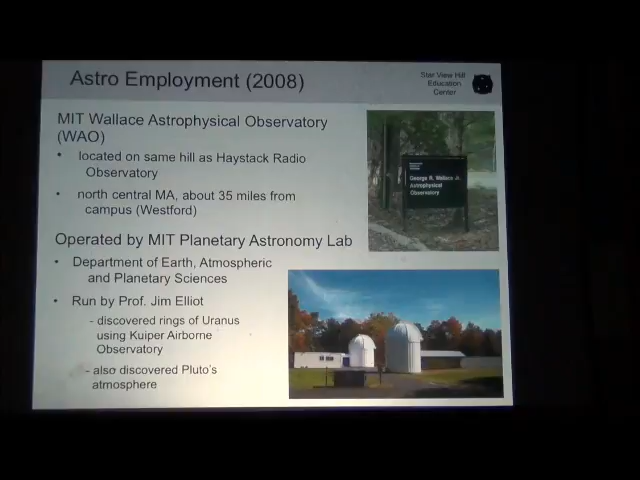 Astro Employment (2008)
Star View Hill
Education
Center
MIT Wallace Astrophysical Observatory
(WAO)
• located on same hill as Haystack Radio
Observatory
• north central MA, about 35 miles from
campus (Westford)
George R. Wallace Jr.
Astrophysical
Observatory
Operated by MIT Planetary Astronomy Lab
• Department of Earth, Atmospheric
and Planetary Sciences
• Run by Prof. Jim Elliot
- discovered rings of Uranus
using Kuiper Airborne
Observatory
- also discovered Pluto's
atmosphere